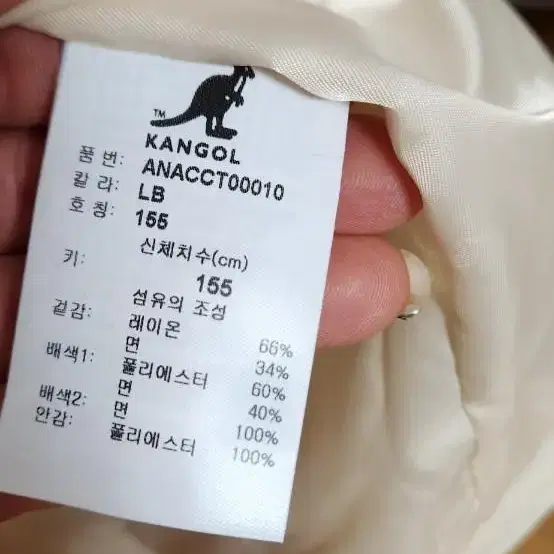 TM
KANGOL
품 번: ANACCT00010
칼 라: LB
호 칭: 155
신체치수(cm)
키: 155
섬유의 조성
겉감: 레이온 66%
면 34%
배색1: 폴리에스터 60%
면 40%
배색2: 면 100%
안감: 폴리에스터 100%